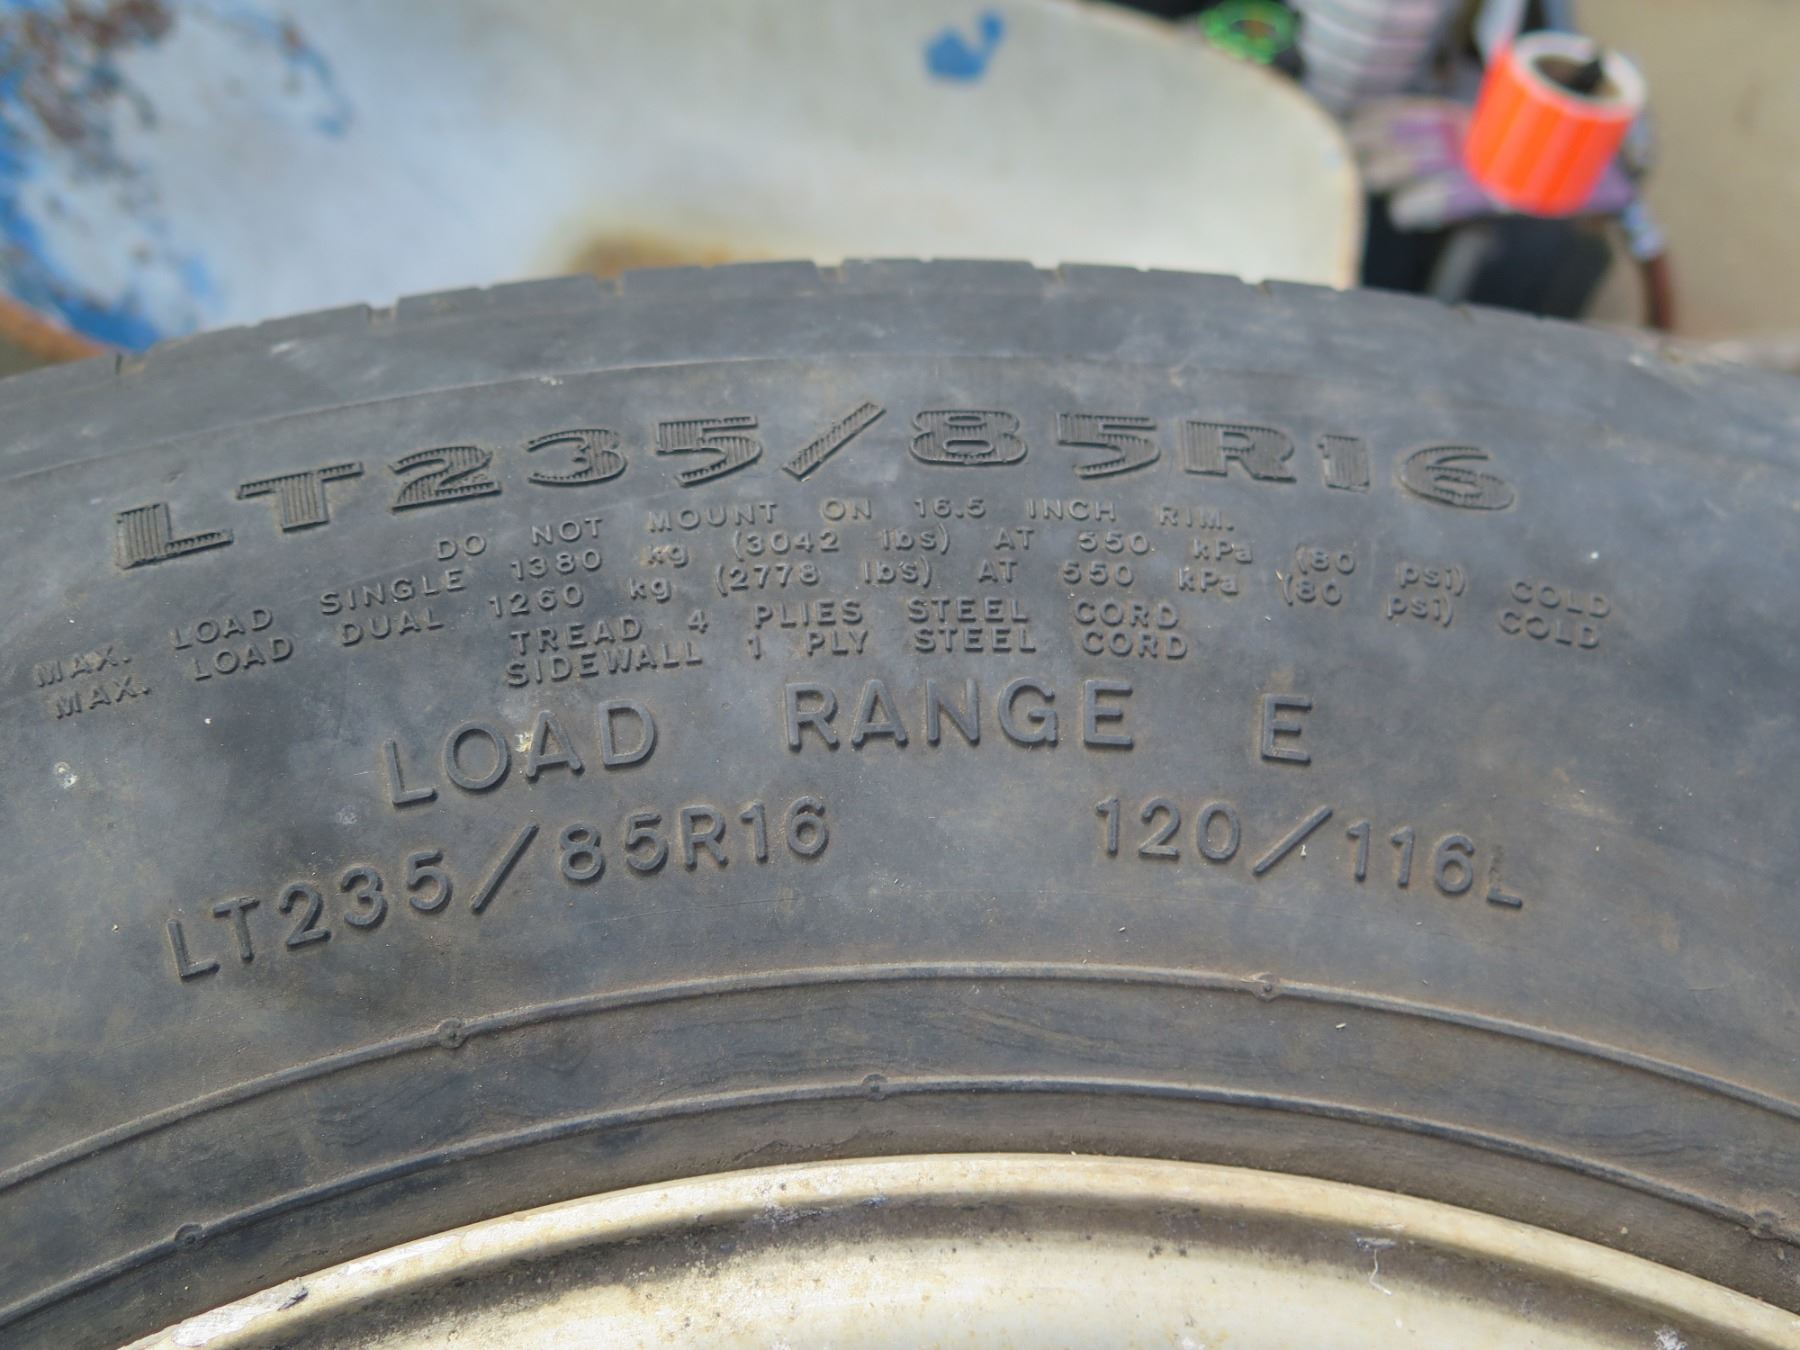 LT235/85R16
DO NOT MOUNT ON 16.5 INCH RIM.
MAX. LOAD SINGLE 1380 kg (3042 lbs) AT 550 kPa (80 psi) COLD
MAX. LOAD DUAL 1260 kg (2778 lbs) AT 550 kPa (80 psi) COLD
TREAD 4 PLIES STEEL CORD
SIDEWALL 1 PLY STEEL CORD
LOAD RANGE E
LT235/85R16 120/116L